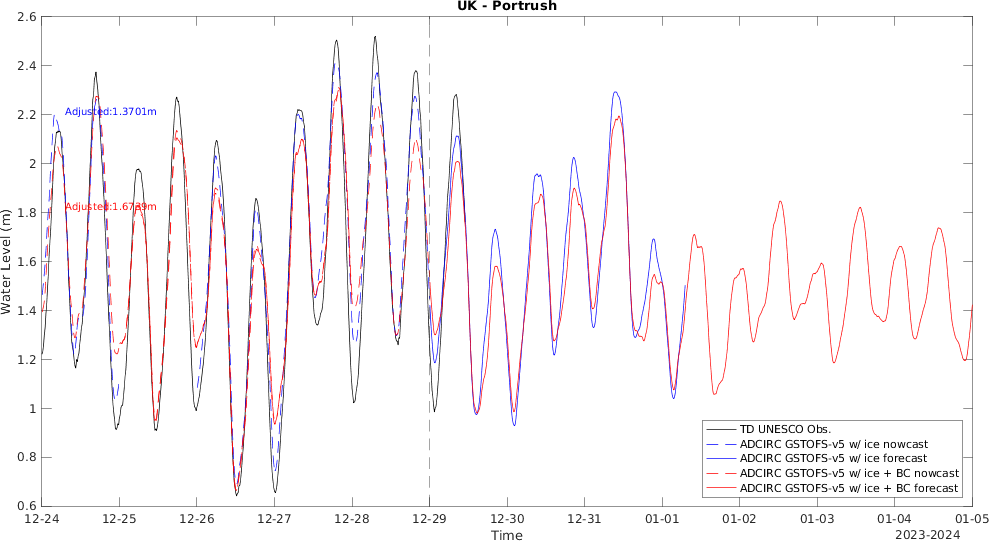 UK - Portrush
2.6
2.4
2.2
2
1.8
1.6
1.4
1.2
1
0.8
0.6
Water Level (m)
Adjusted:1.3701m
Adjusted:1.6739m
TD UNESCO Obs.
ADCIRC GSTOFS-v5 w/ ice nowcast
ADCIRC GSTOFS-v5 w/ ice forecast
ADCIRC GSTOFS-v5 w/ ice + BC nowcast
ADCIRC GSTOFS-v5 w/ ice + BC forecast
12-24 12-25 12-26 12-27 12-28 12-29 12-30 12-31 01-01 01-02 01-03 01-04 01-05
Time
2023-2024